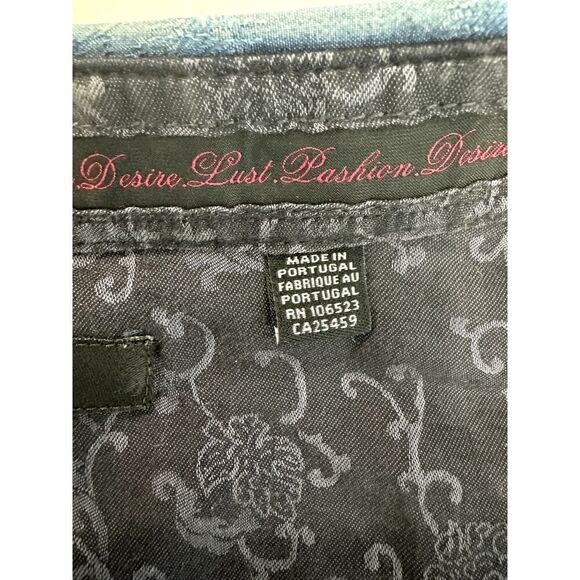 .Desire.Lust.Pashion.Desire
MADE IN
PORTUGAL
FABRIQUE AU
PORTUGAL
RN 106523
CA25459